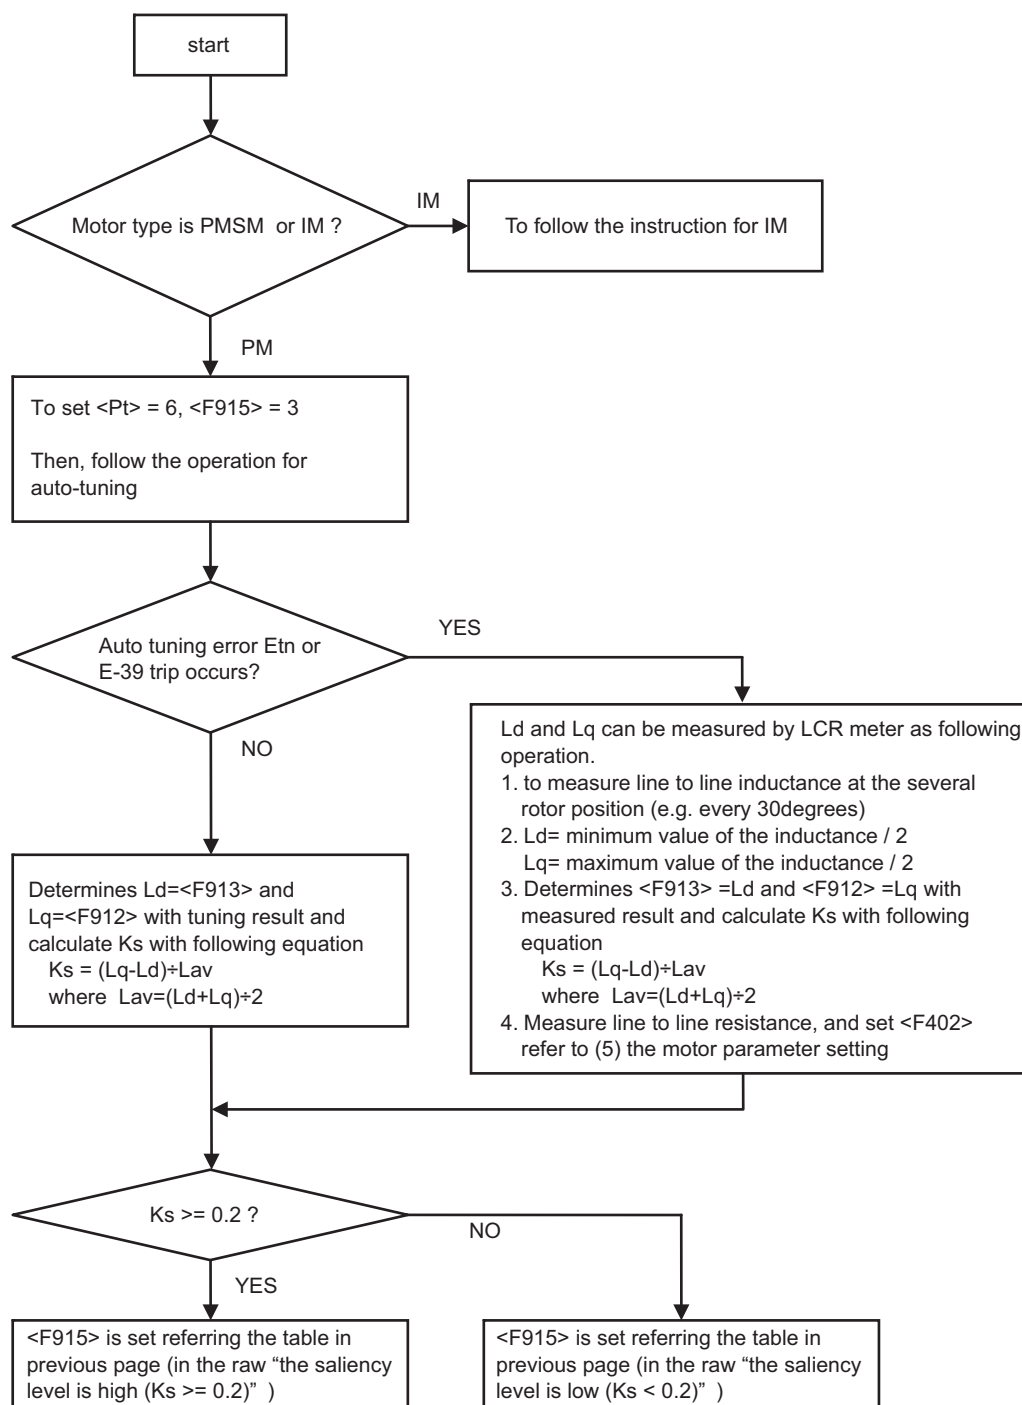 start
Motor type is PMSM or IM ?
IM
To follow the instruction for IM
PM
To set <Pt> = 6, <F915> = 3
Then, follow the operation for
auto-tuning
Auto tuning error Etn or
E-39 trip occurs?
YES
NO
Ld and Lq can be measured by LCR meter as following
operation.
1. to measure line to line inductance at the several
rotor position (e.g. every 30degrees)
2. Ld= minimum value of the inductance / 2
Lq= maximum value of the inductance / 2
3. Determines <F913> =Ld and <F912> =Lq with
measured result and calculate Ks with following
equation
Ks = (Lq-Ld)÷Lav
where Lav=(Ld+Lq)÷2
4. Measure line to line resistance, and set <F402>
refer to (5) the motor parameter setting
Determines Ld=<F913> and
Lq=<F912> with tuning result and
calculate Ks with following equation
Ks = (Lq-Ld)÷Lav
where Lav=(Ld+Lq)÷2
Ks >= 0.2 ?
NO
YES
<F915> is set referring the table in
previous page (in the raw “the saliency
level is high (Ks >= 0.2)” )
<F915> is set referring the table in
previous page (in the raw “the saliency
level is low (Ks < 0.2)” )